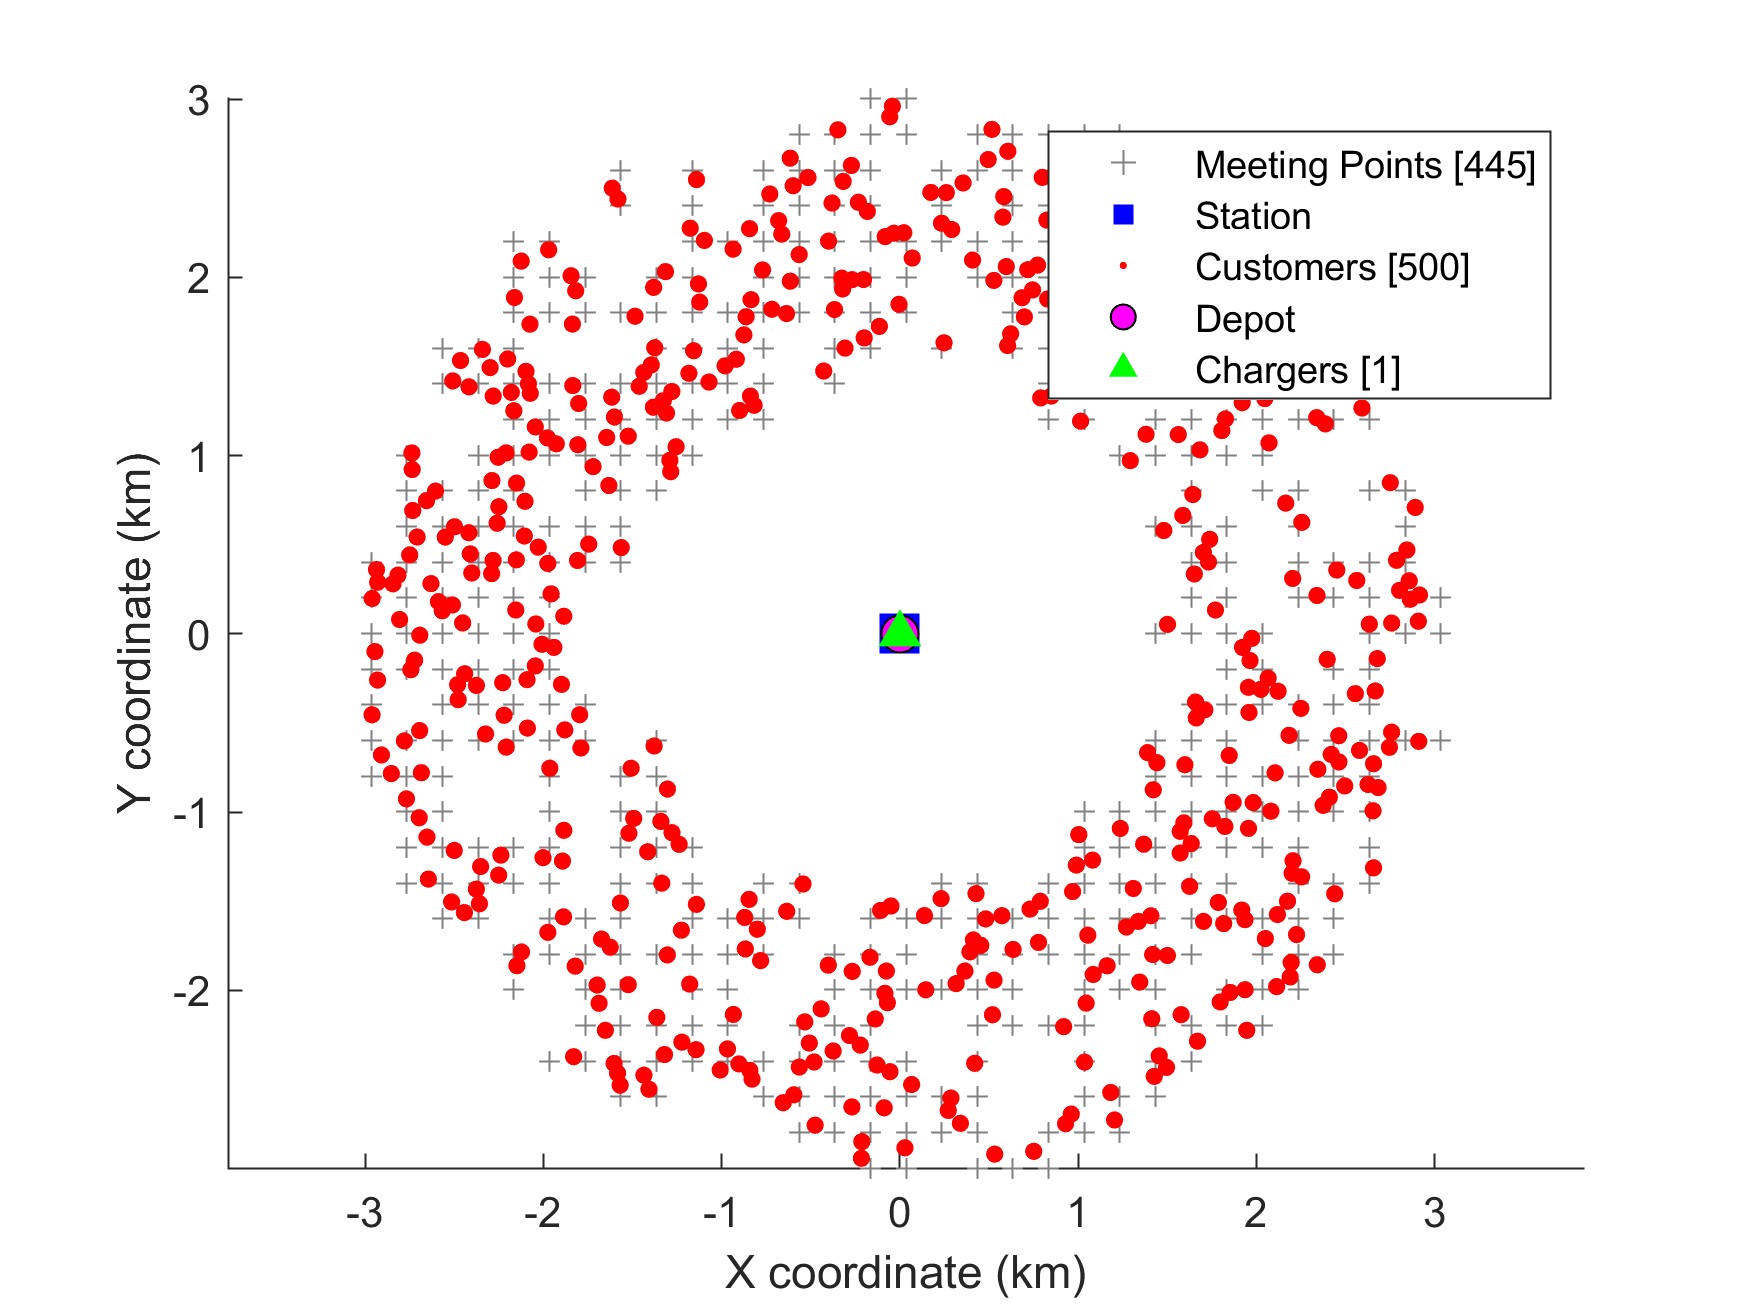 3
2
1
0
-1
-2
-3
-2
-1
0
1
2
3
Y coordinate (km)
X coordinate (km)
Meeting Points [445]
Station
Customers [500]
Depot
Chargers [1]